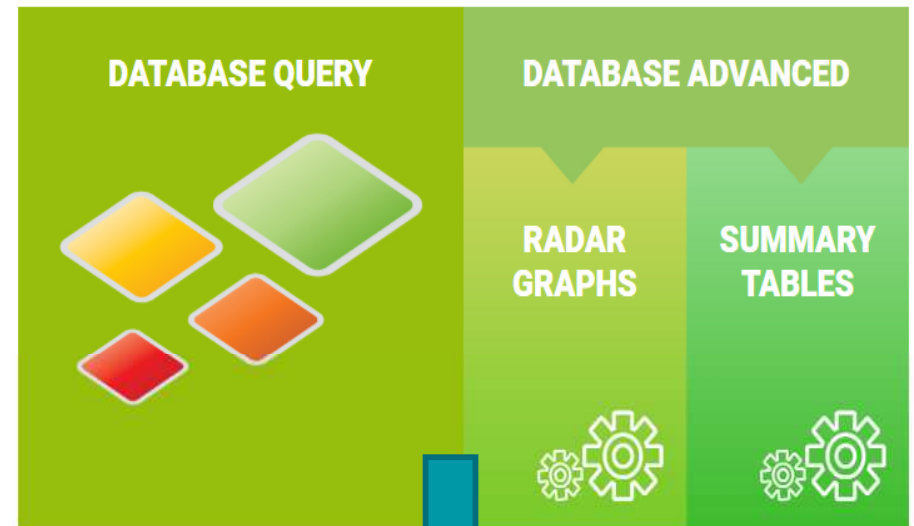 DATABASE QUERY
DATABASE ADVANCED
RADAR
GRAPHS
SUMMARY
TABLES